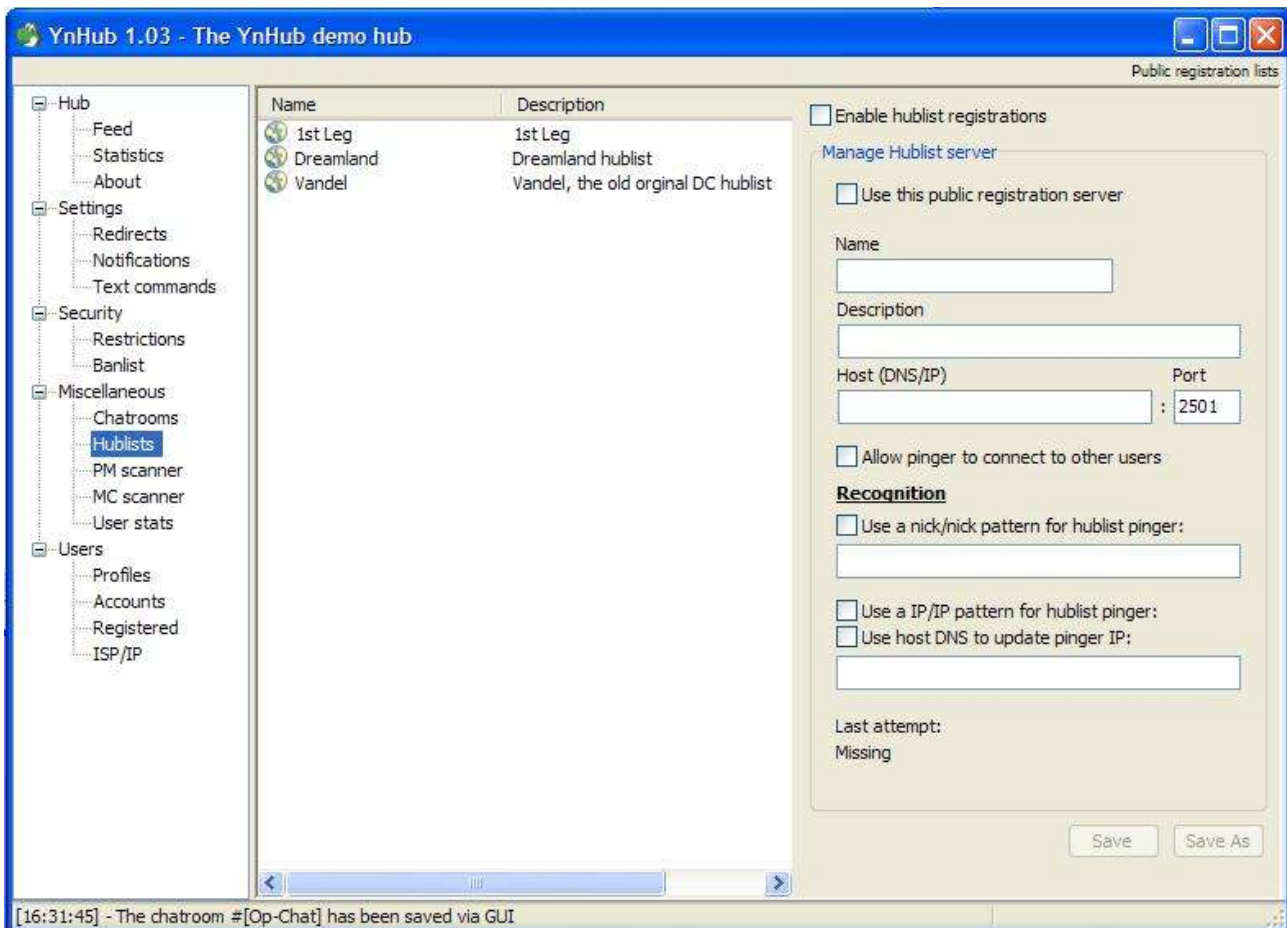 YnHub 1.03 - The YnHub demo hub
Public registration lists
Hub
Feed
Statistics
About
Settings
Redirects
Notifications
Text commands
Security
Restrictions
Banlist
Miscellaneous
Chatrooms
Hublists
PM scanner
MC scanner
User stats
Users
Profiles
Accounts
Registered
ISP/IP
Name Description
1st Leg 1st Leg
Dreamland Dreamland hublist
Vandel Vandel, the old orginal DC hublist
Enable hublist registrations
Manage Hublist server
Use this public registration server
Name
Description
Host (DNS/IP) Port
: 2501
Allow pinger to connect to other users
Recognition
Use a nick/nick pattern for hublist pinger:
Use a IP/IP pattern for hublist pinger:
Use host DNS to update pinger IP:
Last attempt:
Missing
Save Save As
[16:31:45] - The chatroom #[Op-Chat] has been saved via GUI